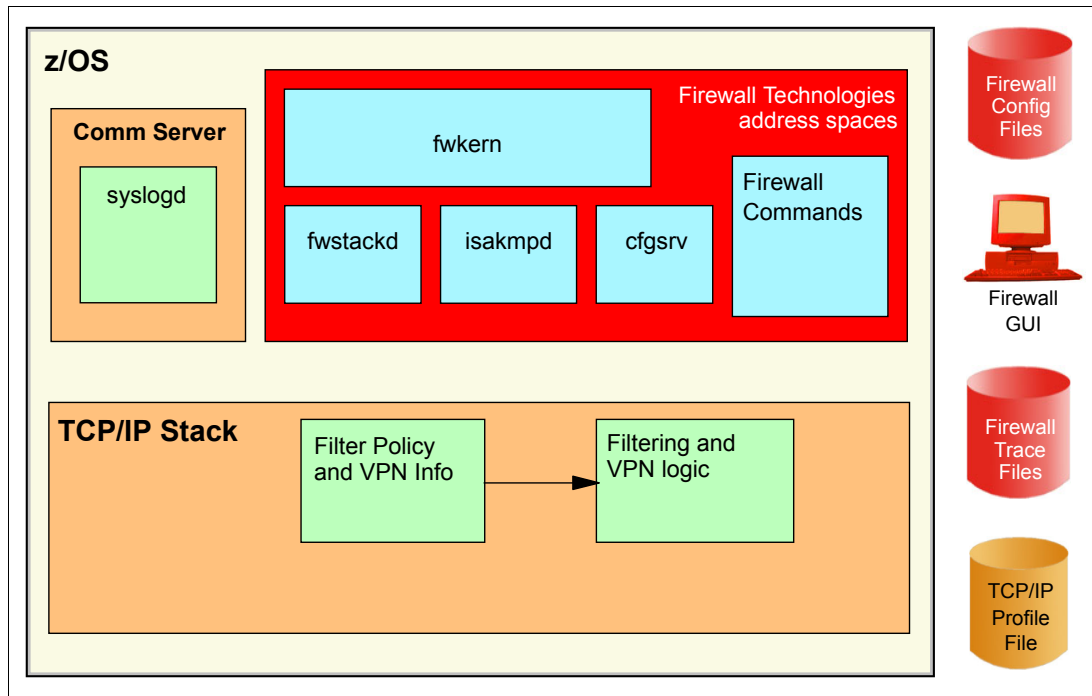 z/OS
Comm Server
syslogd
Firewall Technologies
address spaces
fwkern
fwstackd
isakmpd
cfgsrv
Firewall
Commands
TCP/IP Stack
Filter Policy
and VPN Info
Filtering and
VPN logic
Firewall
Config
Files
Firewall
GUI
Firewall
Trace
Files
TCP/IP
Profile
File